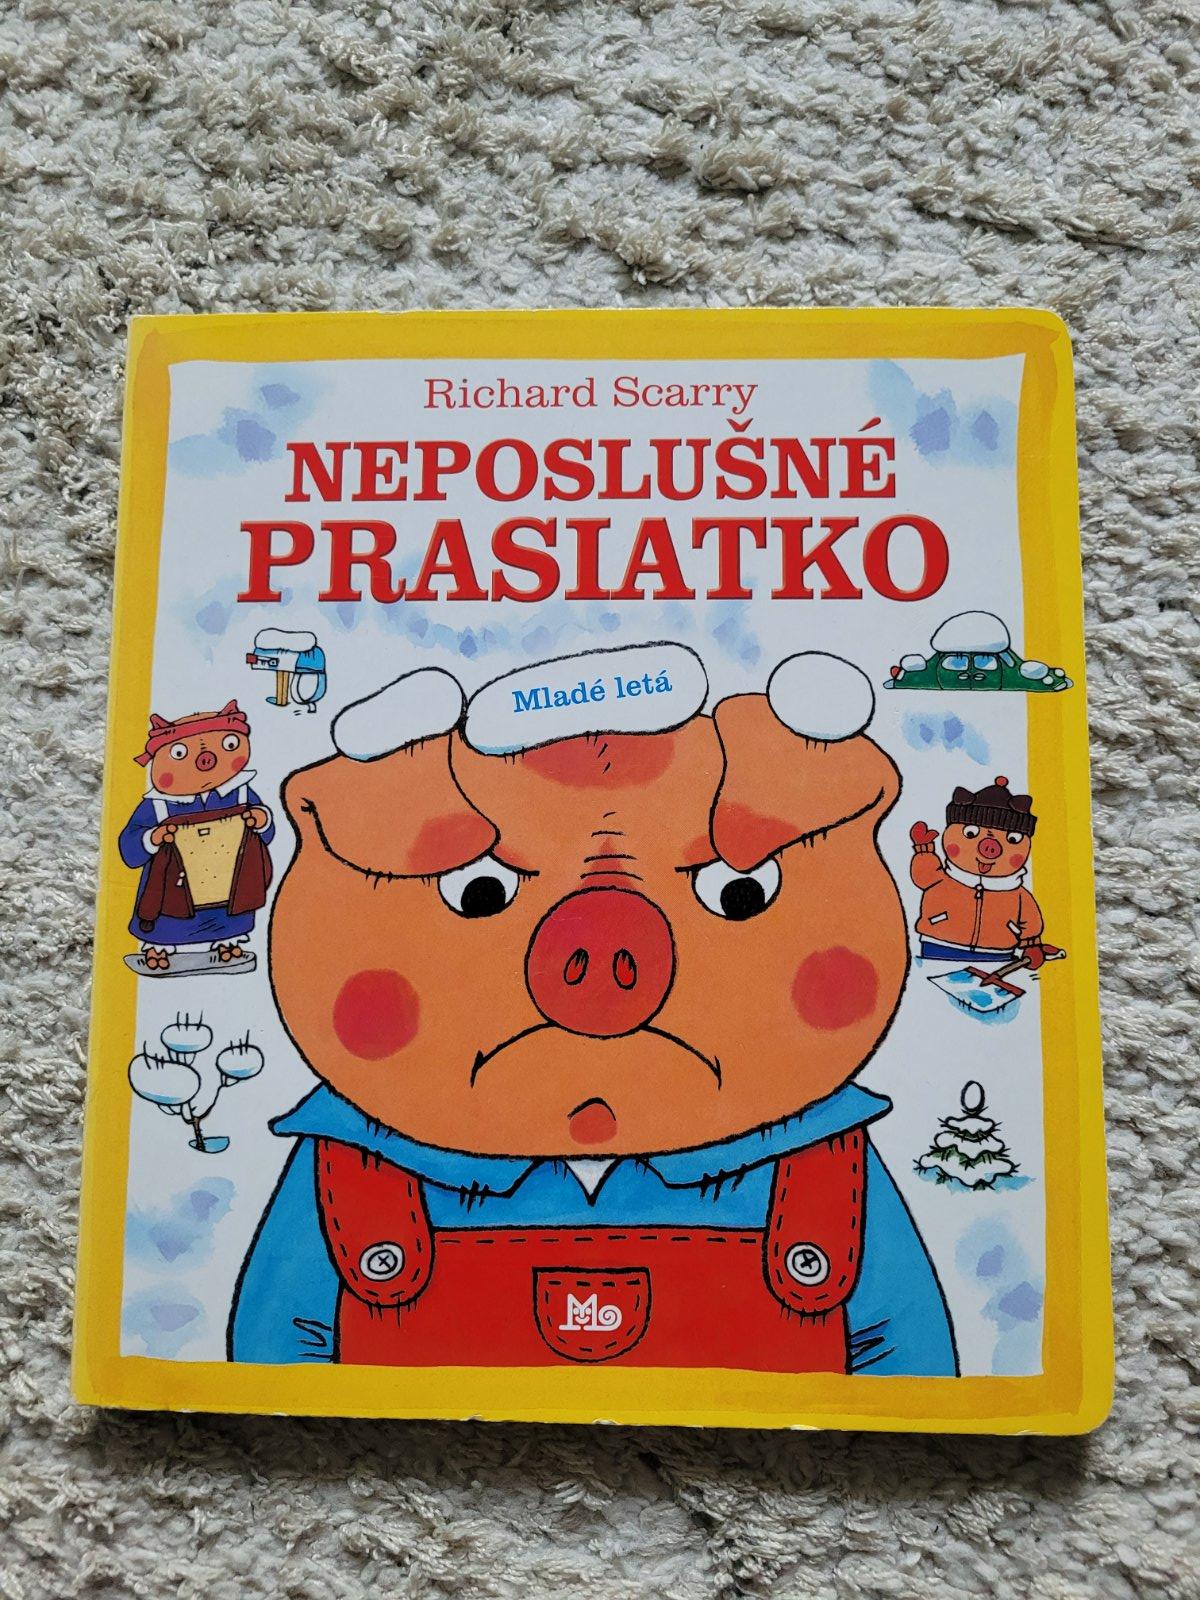 Richard Scarry
NEPOSLUŠNÉ
PRASIATKO
Mladé letá